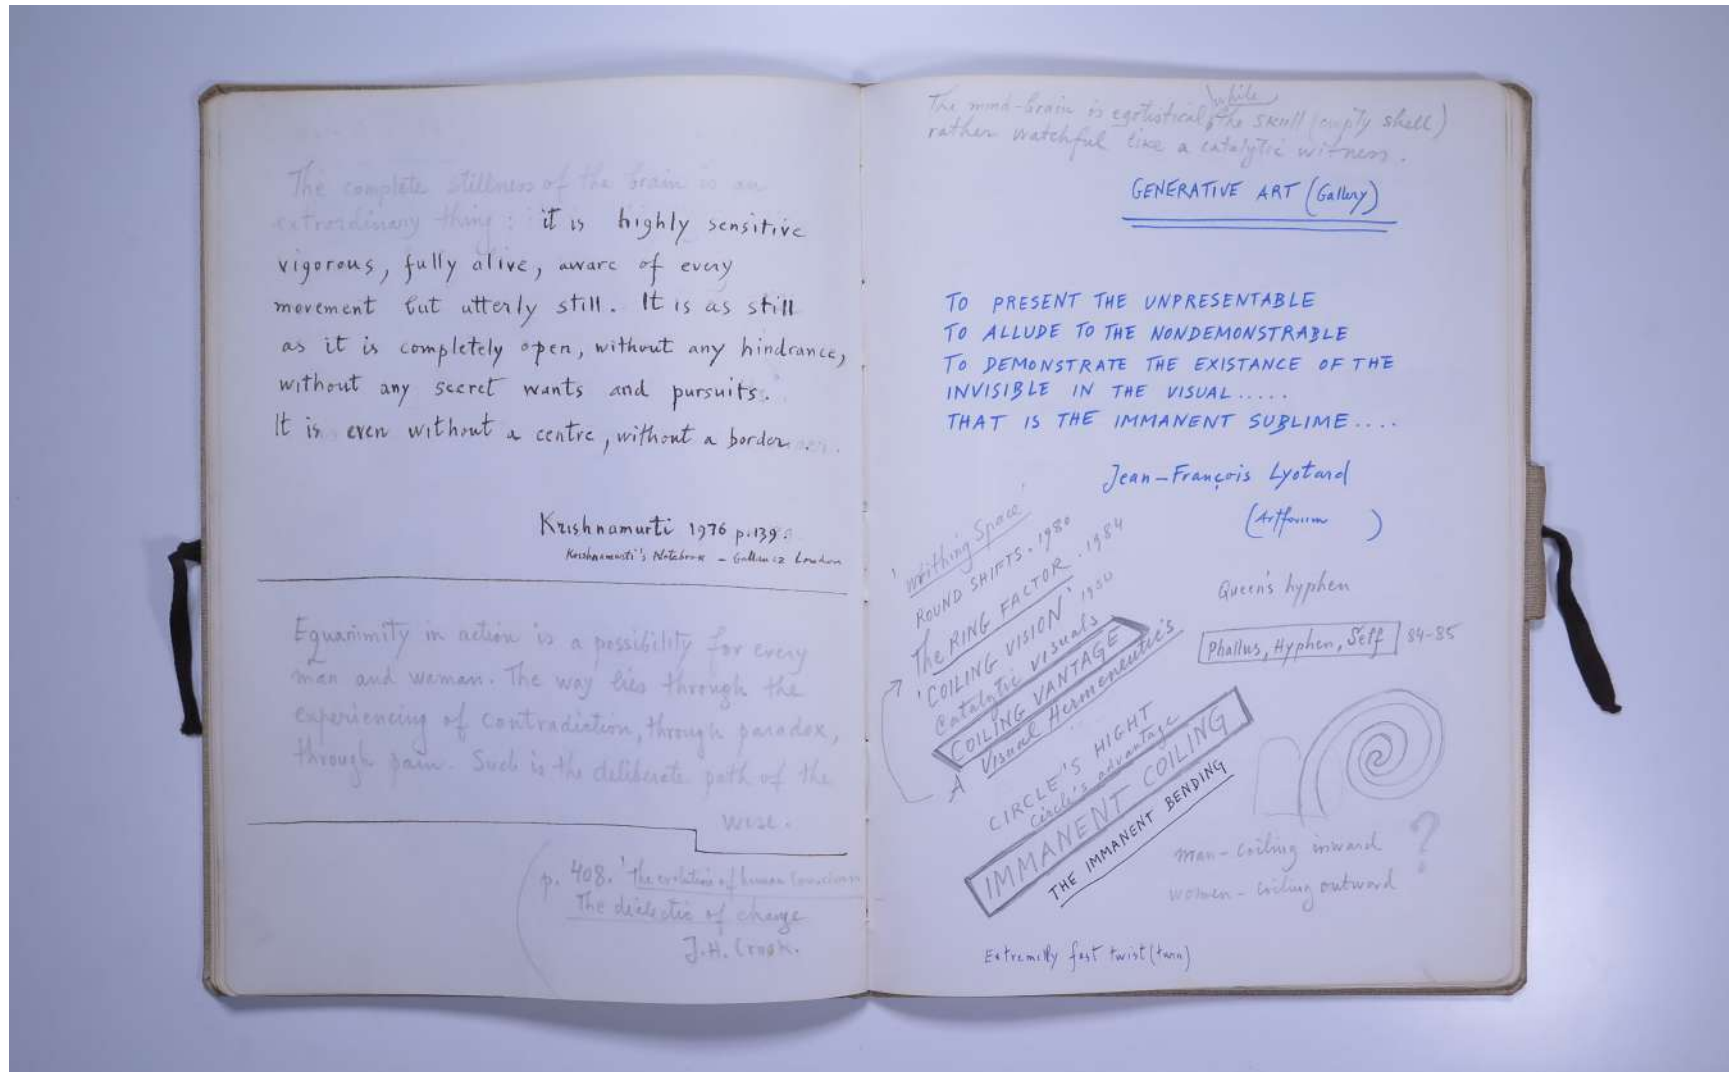 The complete stillness of the brain is an
extraordinary thing: it is highly sensitive
vigorous, fully alive, aware of every
movement but utterly still. It is as still
as it is completely open, without any hindrance,
without any secret wants and pursuits.
It is even without a centre, without a border
Krishnamurti 1976 p.139.
Krishnamurti's Notebook – Gollancz London
Equanimity in action is a possibility for every
man and woman. The way lies through the
experiencing of contradiction, through paradox,
through pain. Such is the deliberate path of the
wise.
p. 408. 'The evolution of human
The dialectic of change
J.H. Crook.
The mind-brain is egotistical, while the skull (empty shell)
rather watchful like a catalytic witness.
GENERATIVE ART (Gallery)
TO PRESENT THE UNPRESENTABLE
TO ALLUDE TO THE NONDEMONSTRABLE
TO DEMONSTRATE THE EXISTANCE OF THE
INVISIBLE IN THE VISUAL.....
THAT IS THE IMMANENT SUBLIME....
Jean–François Lyotard
(Artforum )
'Writhing Space'
ROUND SHIFTS. 1980
The RING FACTOR. 1984
'COILING VISION' 1980
Catalytic visuals
COILING VANTAGE
A Visual Hermeneutics
CIRCLE'S HIGHT
Circle's advantage
IMMANENT COILING
THE IMMANENT BENDING
Queen's hyphen
Phallus, Hyphen, Self 84-85
man – coiling inward
women – coiling outward
?
Extremily fast twist (turn)